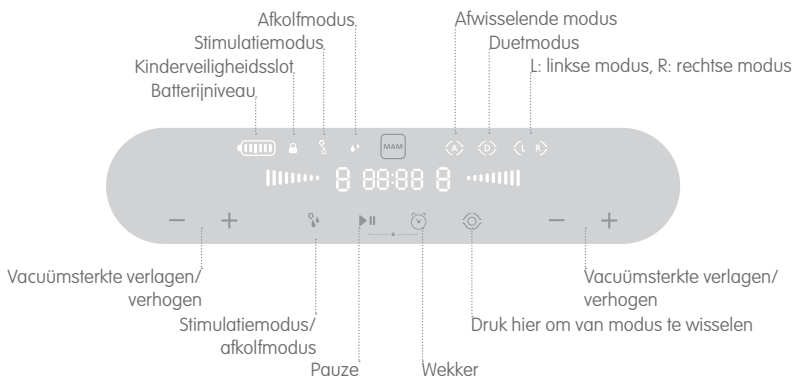 Afkolfmodus
Stimulatiemodus
Kinderveiligheidsslot
Batterijniveau
Afwisselende modus
Duetmodus
L: linkse modus, R: rechtse modus
MAM
A
D
L R
8 88:88 8
Vacuümsterkte verlagen/
verhogen
Stimulatiemodus/
afkolfmodus
Pauze
Wekker
Druk hier om van modus te wisselen
Vacuümsterkte verlagen/
verhogen